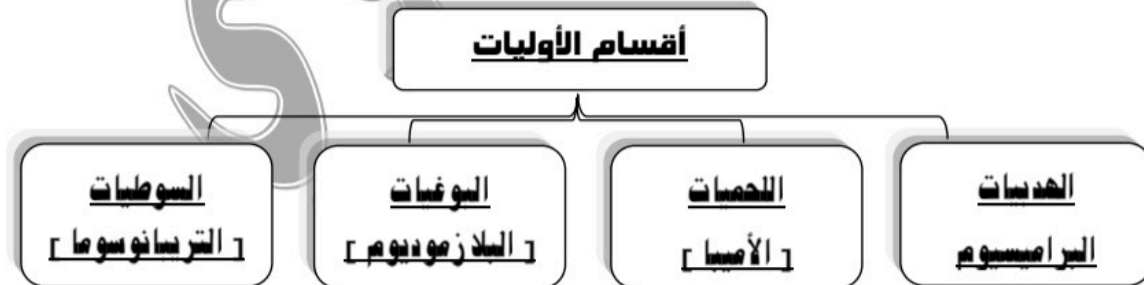 أقسام الأوليات
الهدبيات
البراميسيوم
اللحميات
[ الأميبا ]
البوغيات
[ البلازموديوم ]
السوطيات
[ التريبانوسوما ]